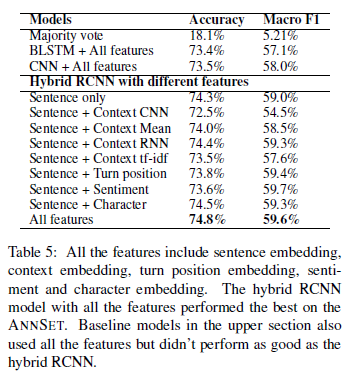 Models Accuracy Macro F1
Majority vote 18.1% 5.21%
BLSTM + All features 73.4% 57.1%
CNN + All features 73.5% 58.0%
Hybrid RCNN with different features
Sentence only 74.3% 59.0%
Sentence + Context CNN 72.5% 54.5%
Sentence + Context Mean 74.0% 58.5%
Sentence + Context RNN 74.4% 59.3%
Sentence + Context tf-idf 73.5% 57.6%
Sentence + Turn position 73.8% 59.4%
Sentence + Sentiment 73.6% 59.7%
Sentence + Character 74.5% 59.3%
All features 74.8% 59.6%
Table 5: All the features include sentence embedding,
context embedding, turn position embedding, senti-
ment and character embedding. The hybrid RCNN
model with all the features performed the best on the
ANNSET. Baseline models in the upper section also
used all the features but didn't perform as good as the
hybrid RCNN.